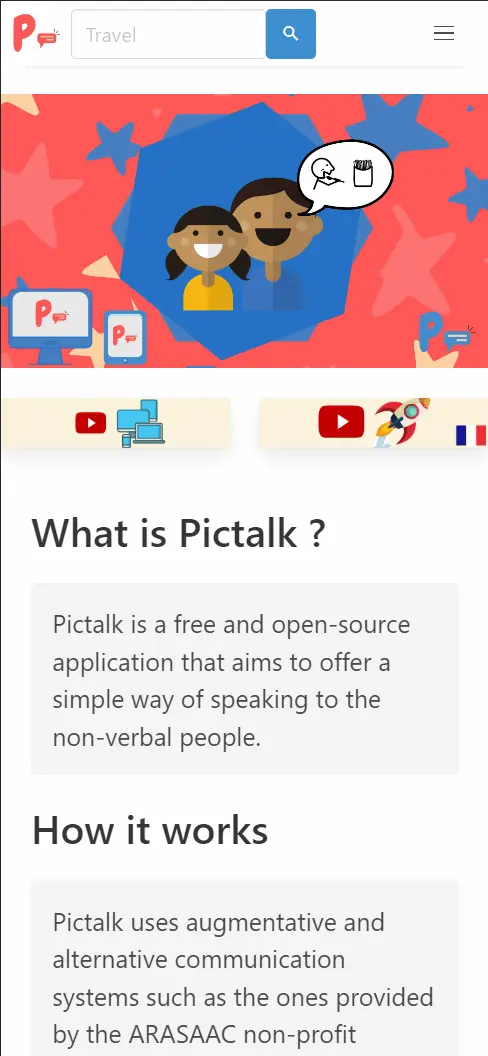 P
Travel
P
P
P
What is Pictalk ?
Pictalk is a free and open-source
application that aims to offer a
simple way of speaking to the
non-verbal people.
How it works
Pictalk uses augmentative and
alternative communication
systems such as the ones provided
by the ARASAAC non-profit